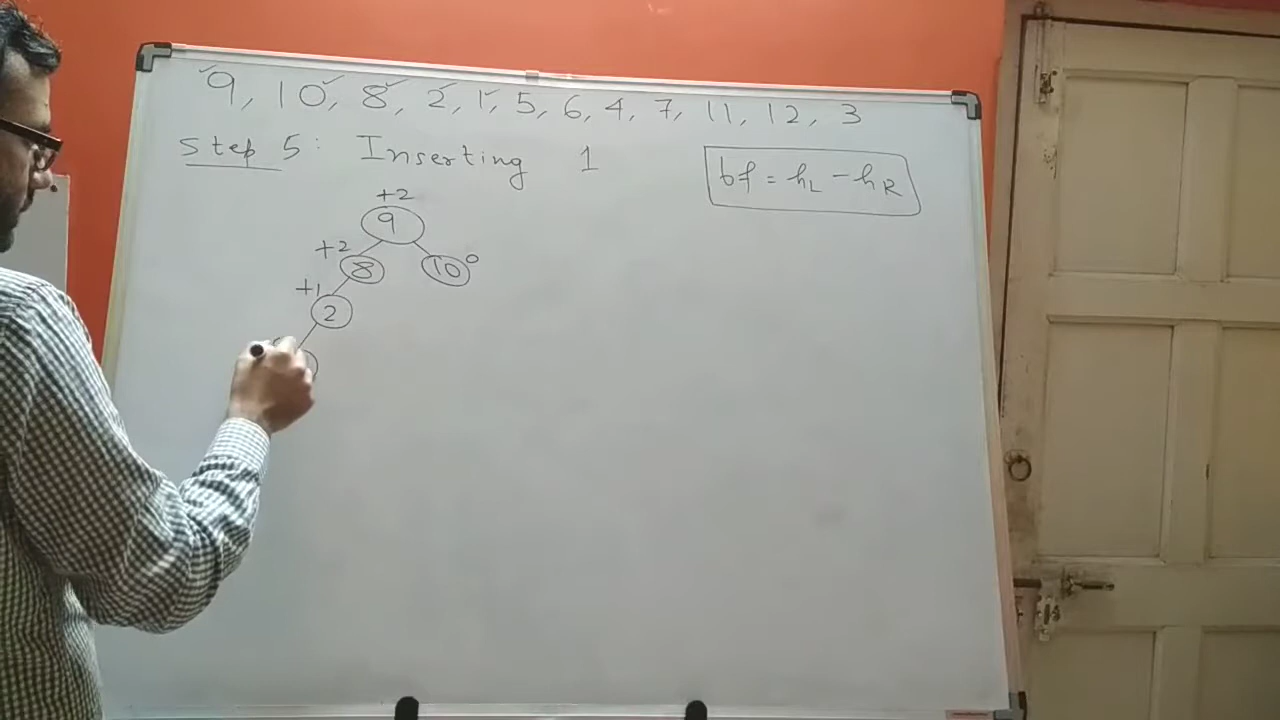 9, 10, 8, 2, 1, 5, 6, 4, 7, 11, 12, 3
Step 5: Inserting 1
bf = hL - hR
+2
9
+2
8
10
0
+1
2